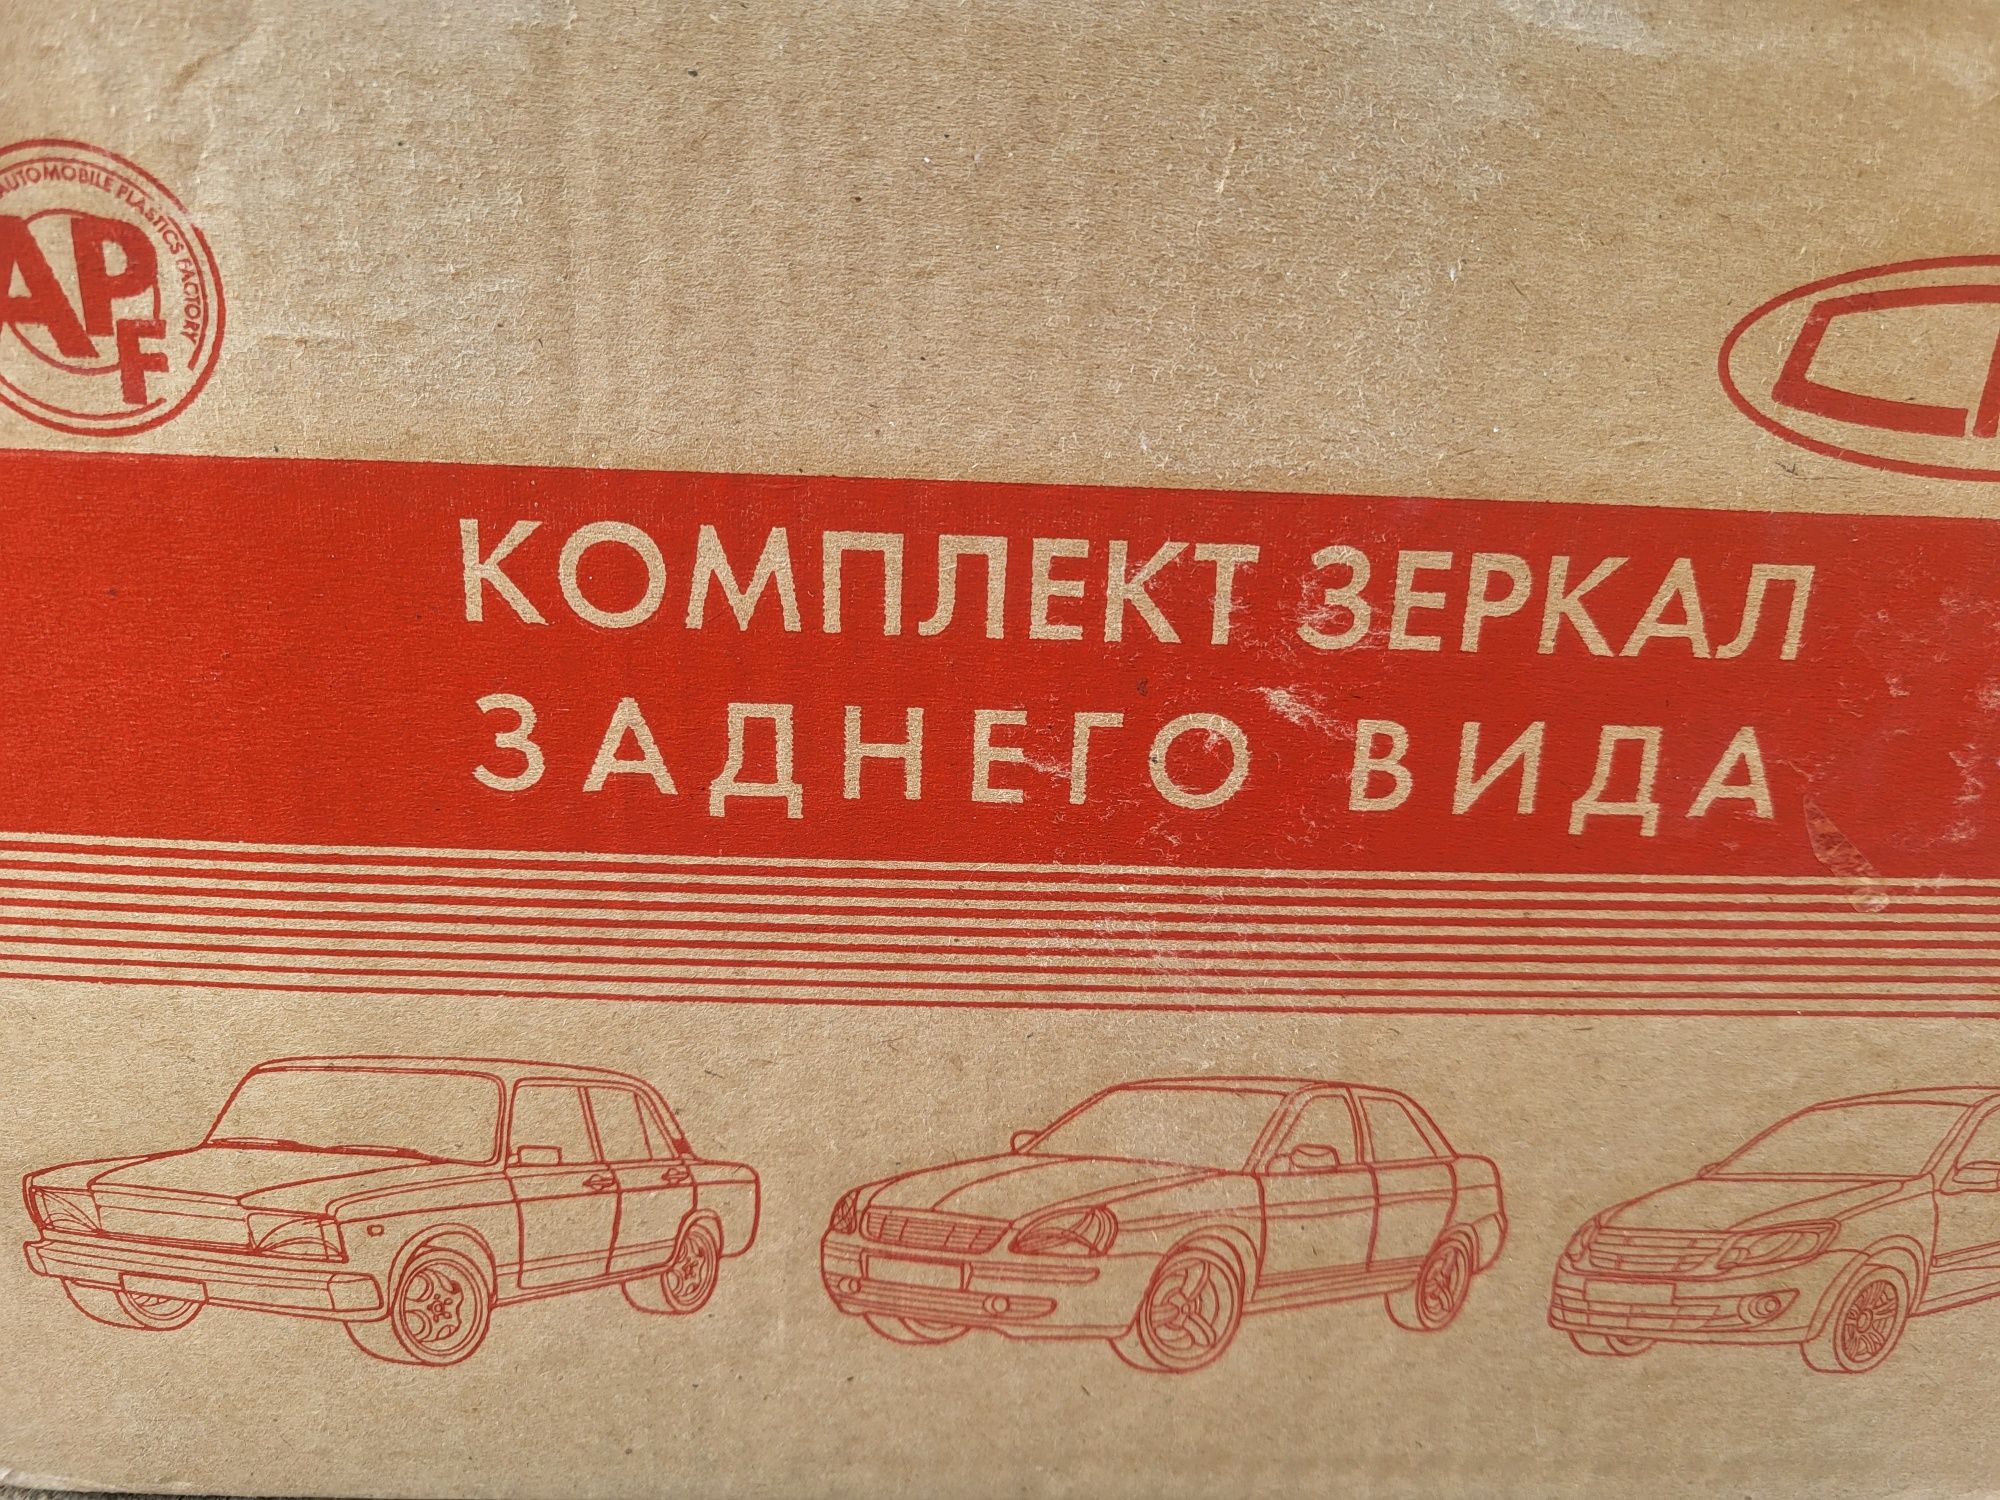 AUTOMOBILE PLASTICS FACTORY
APF
КОМПЛЕКТ ЗЕРКАЛ
ЗАДНЕГО ВИДА